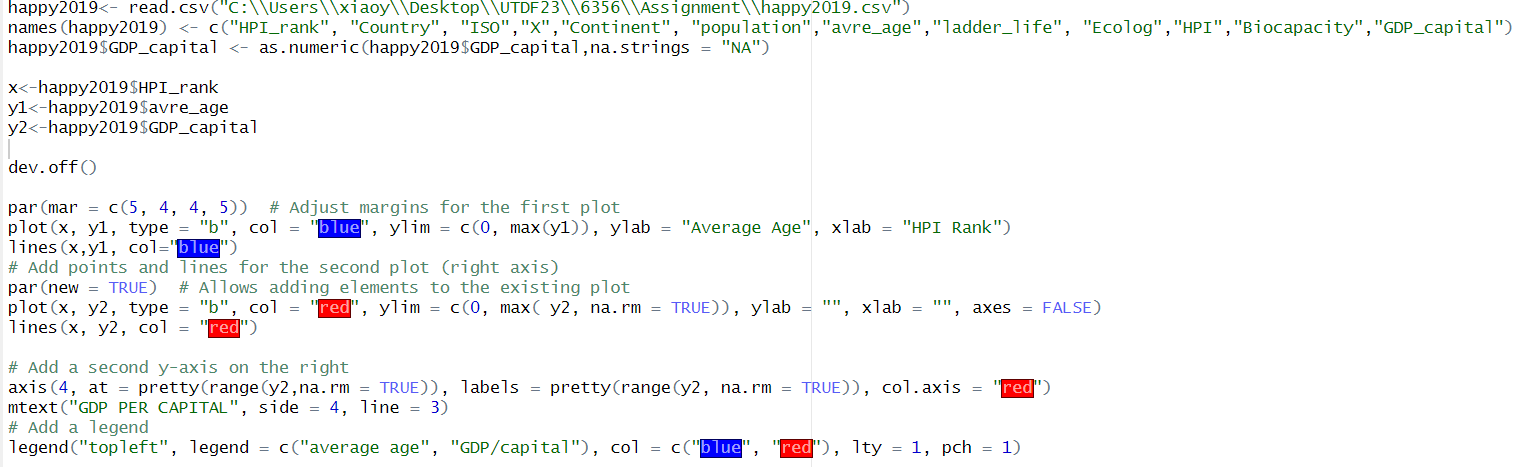 happy2019<- read.csv("C:\\Users\\xiaoy\\Desktop\\UTDF23\\6356\\Assignment\\happy2019.csv")
names(happy2019) <- c("HPI_rank", "Country", "ISO","X","Continent", "population","avre_age","ladder_life", "Ecolog","HPI","Biocapacity","GDP_capital")
happy2019$GDP_capital <- as.numeric(happy2019$GDP_capital,na.strings = "NA")
x<-happy2019$HPI_rank
y1<-happy2019$avre_age
y2<-happy2019$GDP_capital
dev.off()
par(mar = c(5, 4, 4, 5))  # Adjust margins for the first plot
plot(x, y1, type = "b", col = "blue", ylim = c(0, max(y1)), ylab = "Average Age", xlab = "HPI Rank")
lines(x,y1, col="blue")
# Add points and lines for the second plot (right axis)
par(new = TRUE)  # Allows adding elements to the existing plot
plot(x, y2, type = "b", col = "red", ylim = c(0, max( y2, na.rm = TRUE)), ylab = "", xlab = "", axes = FALSE)
lines(x, y2, col = "red")
# Add a second y-axis on the right
axis(4, at = pretty(range(y2,na.rm = TRUE)), labels = pretty(range(y2, na.rm = TRUE)), col.axis = "red")
mtext("GDP PER CAPITAL", side = 4, line = 3)
# Add a legend
legend("topleft", legend = c("average age", "GDP/capital"), col = c("blue", "red"), lty = 1, pch = 1)